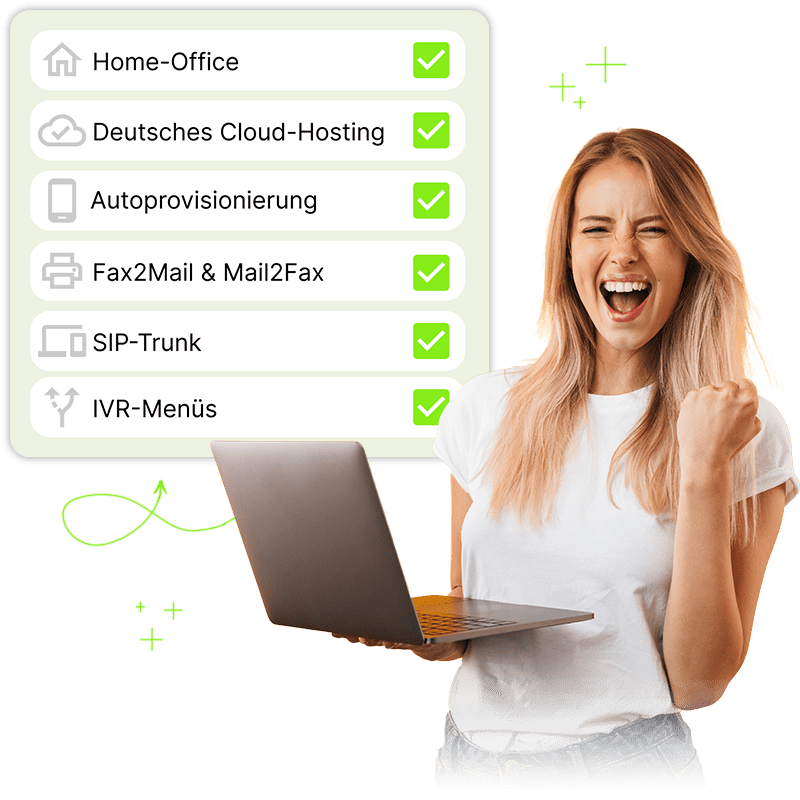 Home-Office
Deutsches Cloud-Hosting
Autoprovisionierung
Fax2Mail & Mail2Fax
SIP-Trunk
IVR-Menüs